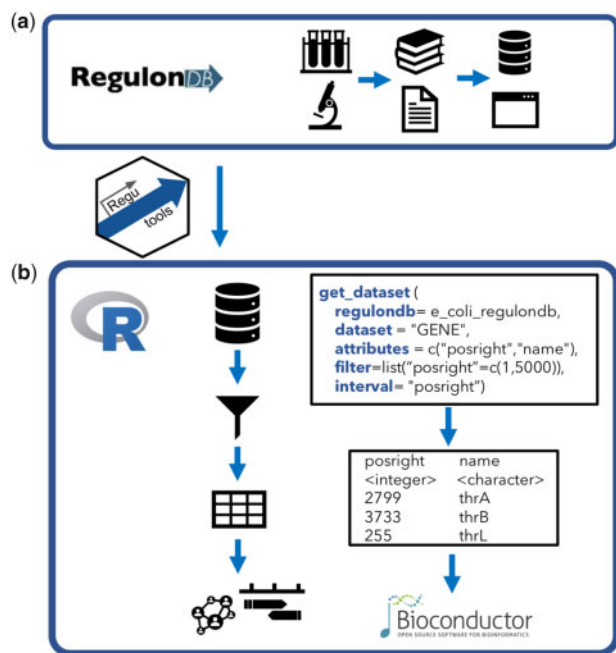 (a)
RegulonDB
Regu
tools
(b)
R
get_dataset (
regulondb= e_coli_regulondb,
dataset = "GENE",
attributes = c("posright","name"),
filter=list("posright"=c(1,5000)),
interval= "posright")
posright name
<integer> <character>
2799 thrA
3733 thrB
255 thrL
Bioconductor
OPEN SOURCE SOFTWARE FOR BIOINFORMATICS